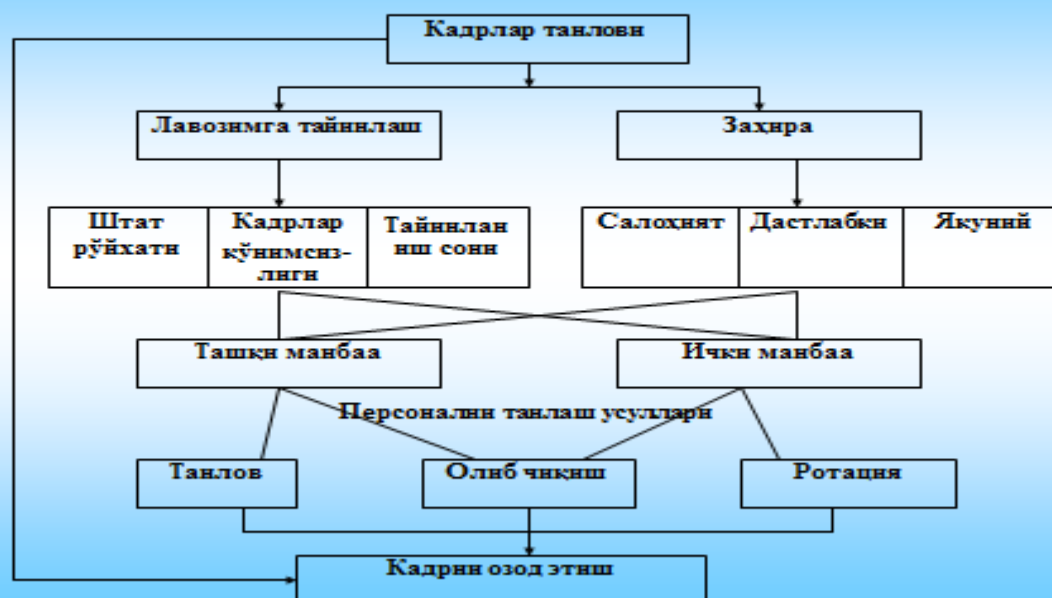 Кадрлар танлови
Лавозимга тайинлаш
Заҳира
Штат
рўйхати
Кадрлар
қўнимсиз-
лиги
Тайинлан
иш сони
Салоҳият
Дастлабки
Якуний
Ташқи манбаа
Ички манбаа
Персонални танлаш усуллари
Танлов
Олиб чиқиш
Ротация
Кадрни озод этиш